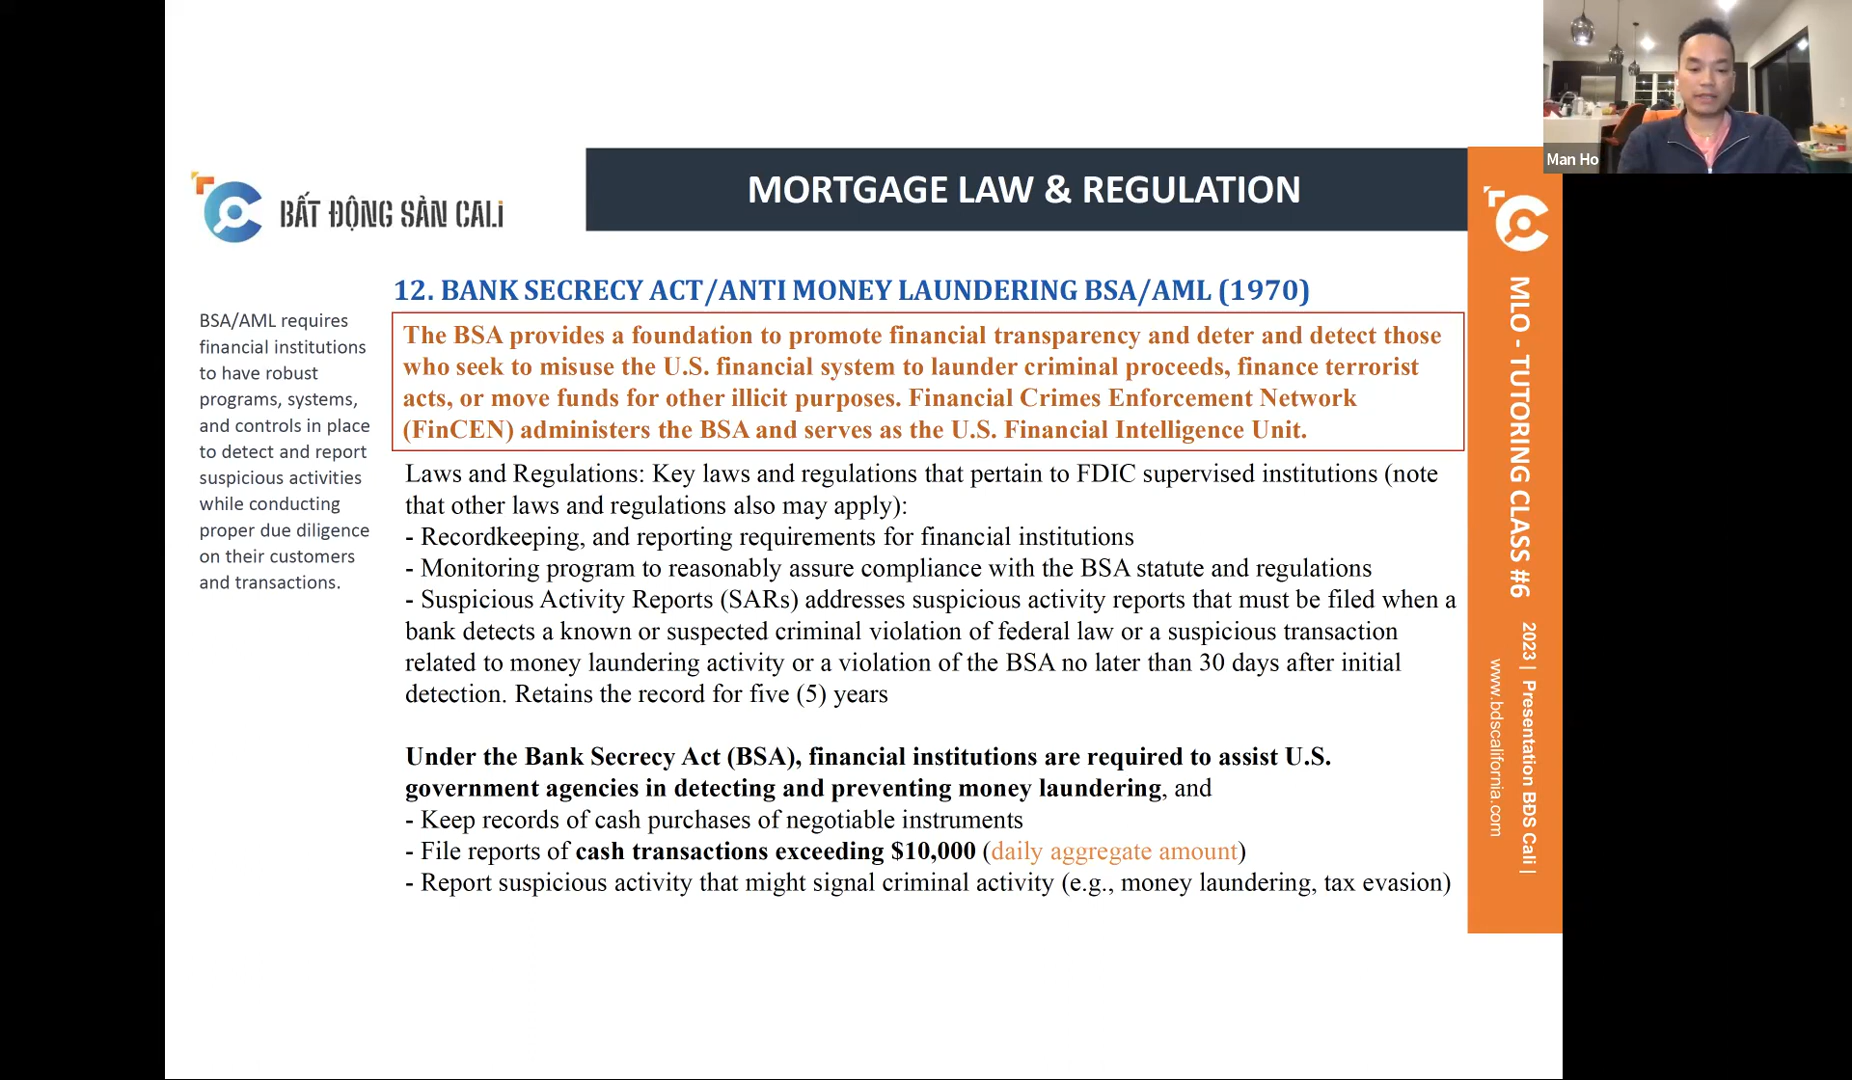 Man Ho
BẤT ĐỘNG SẢN CALi
MORTGAGE LAW & REGULATION
12. BANK SECRECY ACT/ANTI MONEY LAUNDERING BSA/AML (1970)
BSA/AML requires
financial institutions
to have robust
programs, systems,
and controls in place
to detect and report
suspicious activities
while conducting
proper due diligence
on their customers
and transactions.
The BSA provides a foundation to promote financial transparency and deter and detect those
who seek to misuse the U.S. financial system to launder criminal proceeds, finance terrorist
acts, or move funds for other illicit purposes. Financial Crimes Enforcement Network
(FinCEN) administers the BSA and serves as the U.S. Financial Intelligence Unit.
Laws and Regulations: Key laws and regulations that pertain to FDIC supervised institutions (note
that other laws and regulations also may apply):
- Recordkeeping, and reporting requirements for financial institutions
- Monitoring program to reasonably assure compliance with the BSA statute and regulations
- Suspicious Activity Reports (SARs) addresses suspicious activity reports that must be filed when a
bank detects a known or suspected criminal violation of federal law or a suspicious transaction
related to money laundering activity or a violation of the BSA no later than 30 days after initial
detection. Retains the record for five (5) years
Under the Bank Secrecy Act (BSA), financial institutions are required to assist U.S.
government agencies in detecting and preventing money laundering, and
- Keep records of cash purchases of negotiable instruments
- File reports of cash transactions exceeding $10,000 (daily aggregate amount)
- Report suspicious activity that might signal criminal activity (e.g., money laundering, tax evasion)
MLO - TUTORING CLASS #6
2023 | Presentation BĐS Cali |
www.bdscalifornia.com